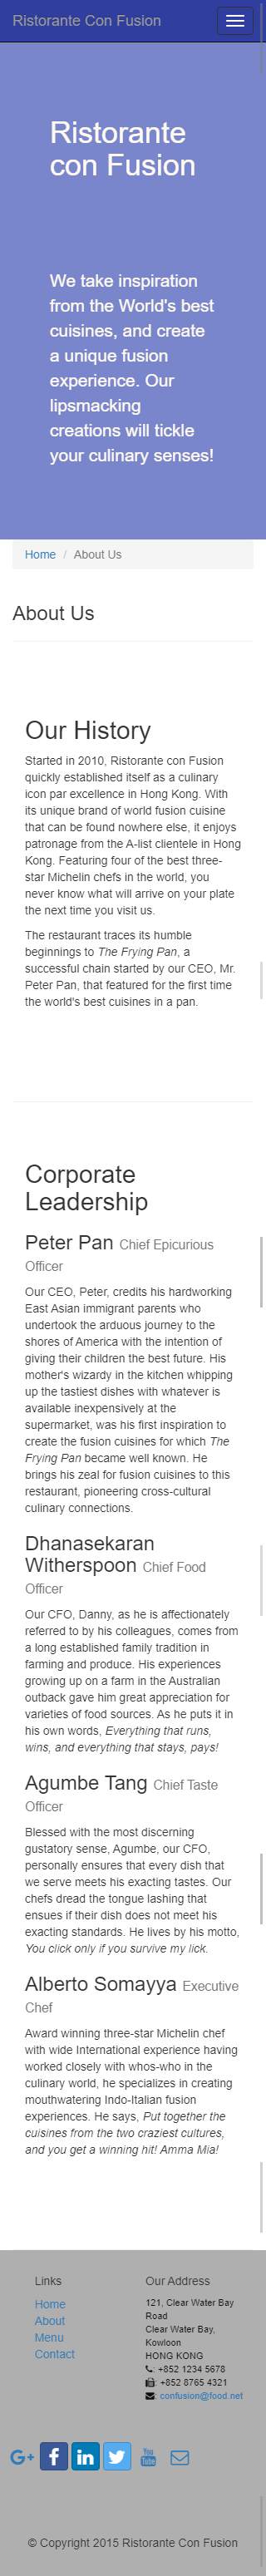 Ristorante Con Fusion
Ristorante
con Fusion
We take inspiration
from the World's best
cuisines, and create
a unique fusion
experience. Our
lipsmacking
creations will tickle
your culinary senses!
Home / About Us
About Us
Our History
Started in 2010, Ristorante con Fusion
quickly established itself as a culinary
icon par excellence in Hong Kong. With
its unique brand of world fusion cuisine
that can be found nowhere else, it enjoys
patronage from the A-list clientele in Hong
Kong. Featuring four of the best three-
star Michelin chefs in the world, you
never know what will arrive on your plate
the next time you visit us.
The restaurant traces its humble
beginnings to The Frying Pan, a
successful chain started by our CEO, Mr.
Peter Pan, that featured for the first time
the world's best cuisines in a pan.
Corporate
Leadership
Peter Pan Chief Epicurious
Officer
Our CEO, Peter, credits his hardworking
East Asian immigrant parents who
undertook the arduous journey to the
shores of America with the intention of
giving their children the best future. His
mother's wizardy in the kitchen whipping
up the tastiest dishes with whatever is
available inexpensively at the
supermarket, was his first inspiration to
create the fusion cuisines for which The
Frying Pan became well known. He
brings his zeal for fusion cuisines to this
restaurant, pioneering cross-cultural
culinary connections.
Dhanasekaran
Witherspoon Chief Food
Officer
Our CFO, Danny, as he is affectionately
referred to by his colleagues, comes from
a long established family tradition in
farming and produce. His experiences
growing up on a farm in the Australian
outback gave him great appreciation for
varieties of food sources. As he puts it in
his own words, Everything that runs,
wins, and everything that stays, pays!
Agumbe Tang Chief Taste
Officer
Blessed with the most discerning
gustatory sense, Agumbe, our CFO,
personally ensures that every dish that
we serve meets his exacting tastes. Our
chefs dread the tongue lashing that
ensues if their dish does not meet his
exacting standards. He lives by his motto,
You click only if you survive my lick.
Alberto Somayya Executive
Chef
Award winning three-star Michelin chef
with wide International experience having
worked closely with whos-who in the
culinary world, he specializes in creating
mouthwatering Indo-Italian fusion
experiences. He says, Put together the
cuisines from the two craziest cultures,
and you get a winning hit! Amma Mia!
Links
Home
About
Menu
Contact
Our Address
121, Clear Water Bay
Road
Clear Water Bay,
Kowloon
HONG KONG
: +852 1234 5678
: +852 8765 4321
: confusion@food.net
G+ f in You Tube
© Copyright 2015 Ristorante Con Fusion